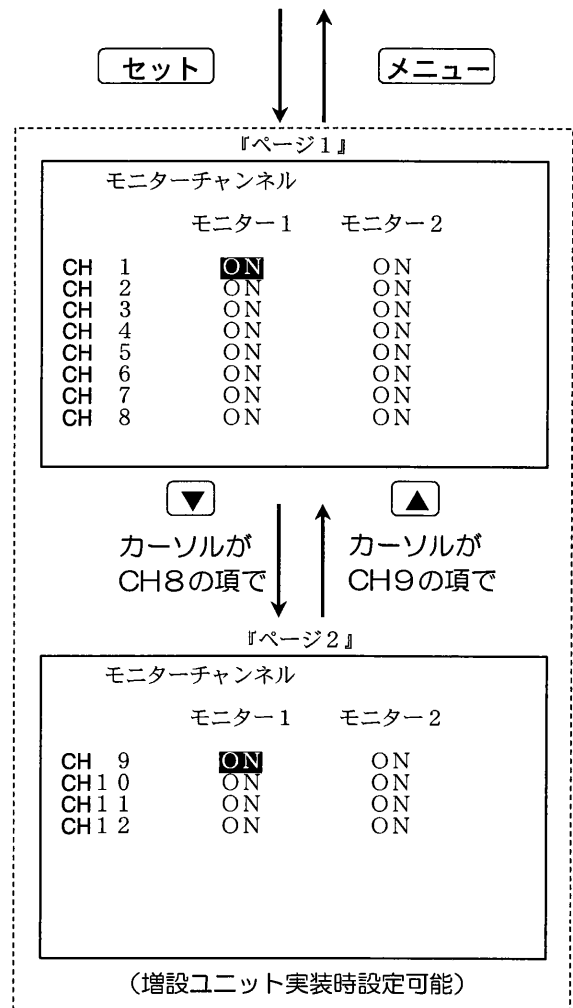 セット メニュー
『ページ1』
モニターチャンネル
モニター1 モニター2
CH 1 ON ON
CH 2 ON ON
CH 3 ON ON
CH 4 ON ON
CH 5 ON ON
CH 6 ON ON
CH 7 ON ON
CH 8 ON ON
▼ ▲
カーソルが カーソルが
CH8の項で CH9の項で
『ページ2』
モニターチャンネル
モニター1 モニター2
CH 9 ON ON
CH10 ON ON
CH11 ON ON
CH12 ON ON
(増設ユニット実装時設定可能)